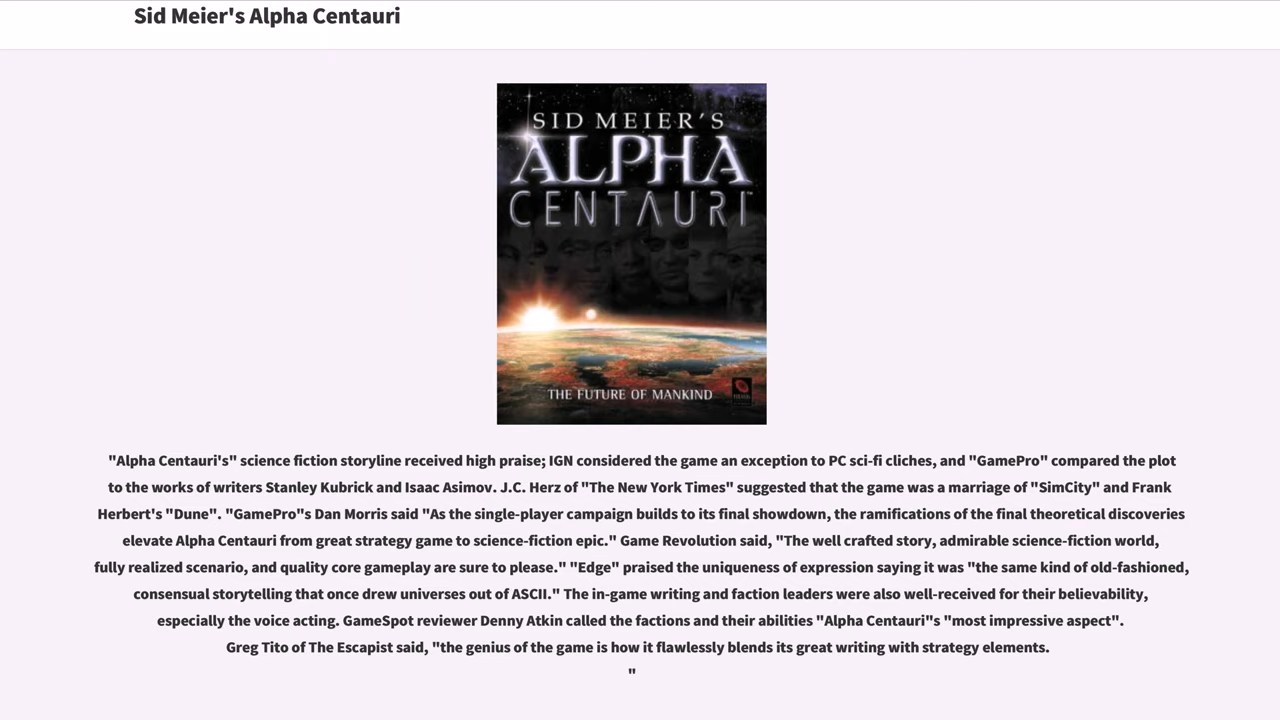 Sid Meier's Alpha Centauri
SID MEIER'S
ALPHA
CENTAURI™
THE FUTURE OF MANKIND
"Alpha Centauri's" science fiction storyline received high praise; IGN considered the game an exception to PC sci-fi cliches, and "GamePro" compared the plot
to the works of writers Stanley Kubrick and Isaac Asimov. J.C. Herz of "The New York Times" suggested that the game was a marriage of "SimCity" and Frank
Herbert's "Dune". "GamePro"s Dan Morris said "As the single-player campaign builds to its final showdown, the ramifications of the final theoretical discoveries
elevate Alpha Centauri from great strategy game to science-fiction epic." Game Revolution said, "The well crafted story, admirable science-fiction world,
fully realized scenario, and quality core gameplay are sure to please." "Edge" praised the uniqueness of expression saying it was "the same kind of old-fashioned,
consensual storytelling that once drew universes out of ASCII." The in-game writing and faction leaders were also well-received for their believability,
especially the voice acting. GameSpot reviewer Denny Atkin called the factions and their abilities "Alpha Centauri"s "most impressive aspect".
Greg Tito of The Escapist said, "the genius of the game is how it flawlessly blends its great writing with strategy elements.
"